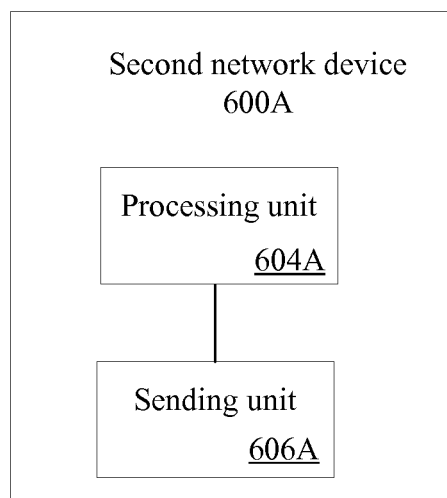 Second network device
600A
Processing unit
604A
Sending unit
606A